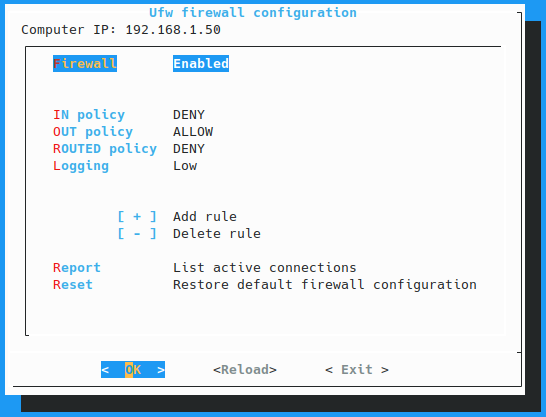 Ufw firewall configuration
Computer IP: 192.168.1.50
Firewall Enabled
IN policy DENY
OUT policy ALLOW
ROUTED policy DENY
Logging Low
[ + ] Add rule
[ - ] Delete rule
Report List active connections
Reset Restore default firewall configuration
< OK > <Reload> < Exit >